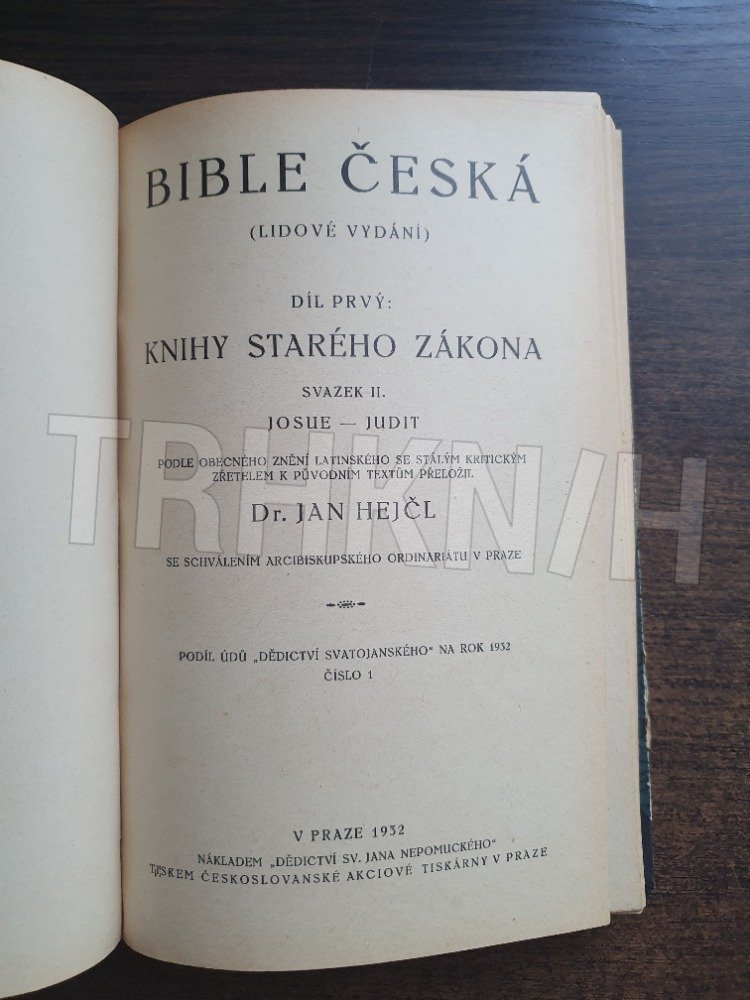 BIBLE ČESKÁ
(LIDOVÉ VYDÁNÍ)
DÍL PRVÝ:
KNIHY STARÉHO ZÁKONA
SVAZEK II.
JOSUE — JUDIT
PODLE OBECNÉHO ZNĚNÍ LATINSKÉHO SE STÁLÝM KRITICKÝM
ZŘETELEM K PŮVODNÍM TEXTŮM PŘELOŽIL
Dr. JAN HEJČL
SE SCHVÁLENÍM ARCIBISKUPSKÉHO ORDINARIÁTU V PRAZE
PODÍL ÚDŮ „DĚDICTVÍ SVATOJANSKÉHO“ NA ROK 1932
ČÍSLO 1
V PRAZE 1932
NÁKLADEM „DĚDICTVÍ SV. JANA NEPOMUCKÉHO“
TISKEM ČESKOSLOVANSKÉ AKCIOVÉ TISKÁRNY V PRAZE
TRHKNIH